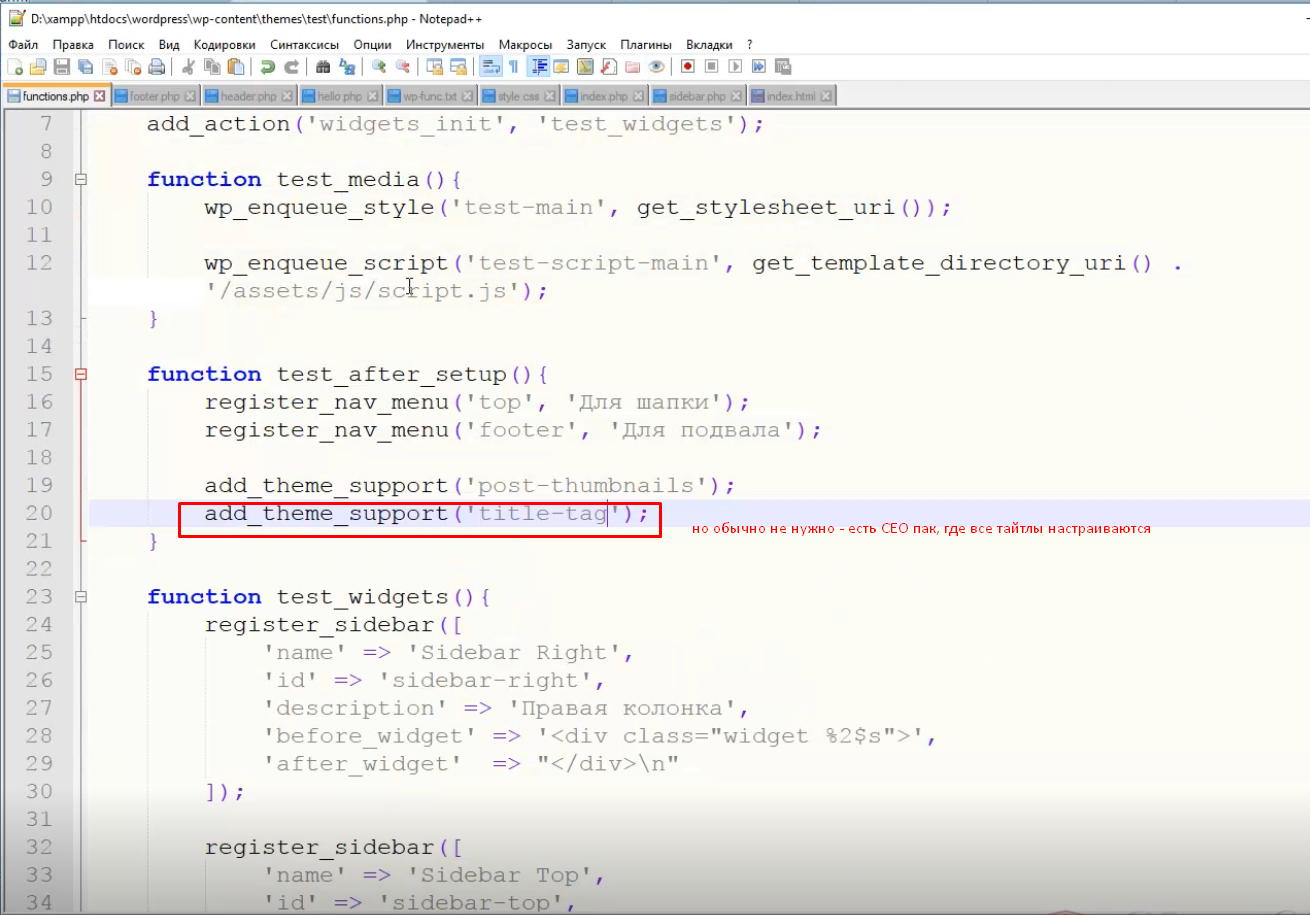 D:\xampp\htdocs\wordpress\wp-content\themes\test\functions.php - Notepad++
Файл Правка Поиск Вид Кодировки Синтаксисы Опции Инструменты Макросы Запуск Плагины Вкладки ?
functions.php footer.php header.php hello.php wp-func.txt style.css index.php sidebar.php index.html
7 add_action('widgets_init', 'test_widgets');
8
9 function test_media(){
10 wp_enqueue_style('test-main', get_stylesheet_uri());
11
12 wp_enqueue_script('test-script-main', get_template_directory_uri() .
'/assets/js/script.js');
13 }
14
15 function test_after_setup(){
16 register_nav_menu('top', 'Для шапки');
17 register_nav_menu('footer', 'Для подвала');
18
19 add_theme_support('post-thumbnails');
20 add_theme_support('title-tag');
но обычно не нужно - есть СЕО пак, где все тайтлы настраиваются
21 }
22
23 function test_widgets(){
24 register_sidebar([
25 'name' => 'Sidebar Right',
26 'id' => 'sidebar-right',
27 'description' => 'Правая колонка',
28 'before_widget' => '<div class="widget %2$s">',
29 'after_widget' => "</div>\n"
30 ]);
31
32 register_sidebar([
33 'name' => 'Sidebar Top',
34 'id' => 'sidebar-top',